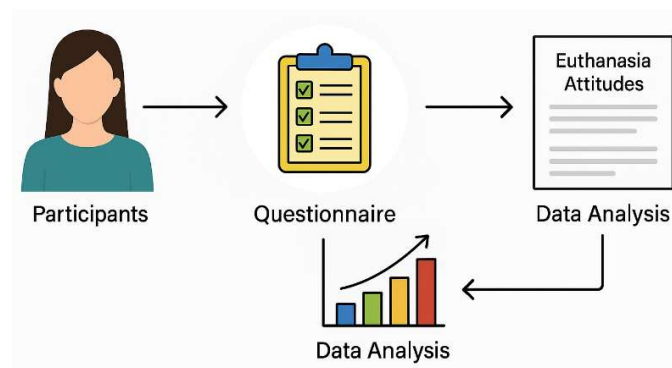 Euthanasia
Attitudes
Participants
Questionnaire
Data Analysis
Data Analysis